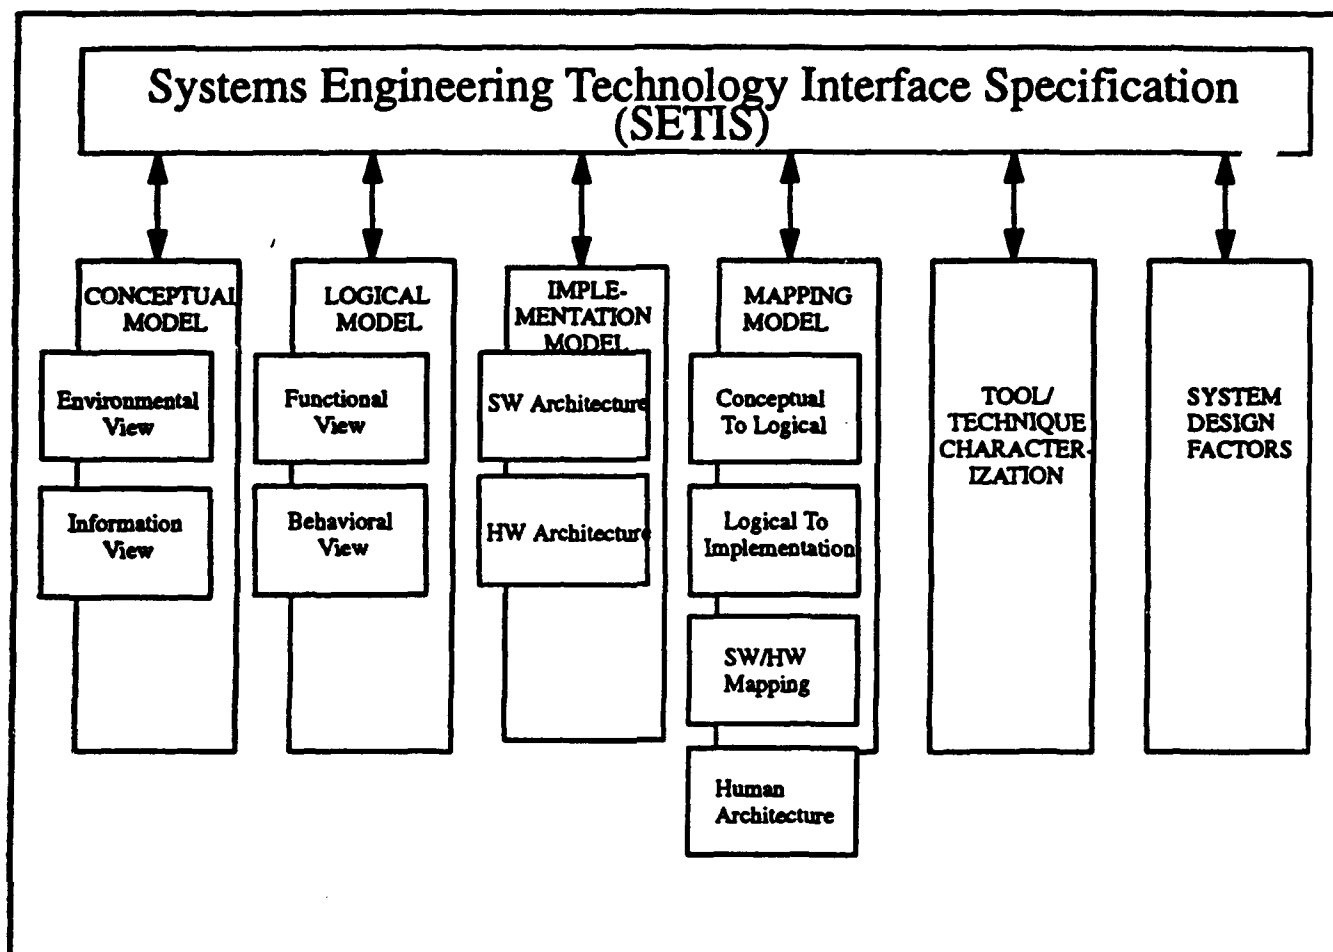 Systems Engineering Technology Interface Specification
(SETIS)
CONCEPTUAL
MODEL
Environmental
View
Information
View
LOGICAL
MODEL
Functional
View
Behavioral
View
IMPLE-
MENTATION
MODEL
SW Architecture
HW Architecture
MAPPING
MODEL
Conceptual
To Logical
Logical To
Implementation
SW/HW
Mapping
Human
Architecture
TOOL/
TECHNIQUE
CHARACTER-
IZATION
SYSTEM
DESIGN
FACTORS